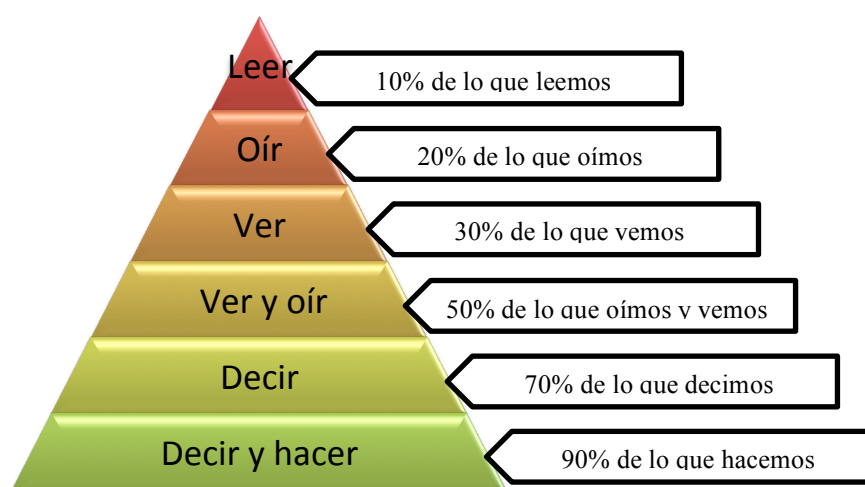 Leer
10% de lo que leemos
Oír
20% de lo que oímos
Ver
30% de lo que vemos
Ver y oír
50% de lo que oímos y vemos
Decir
70% de lo que decimos
Decir y hacer
90% de lo que hacemos